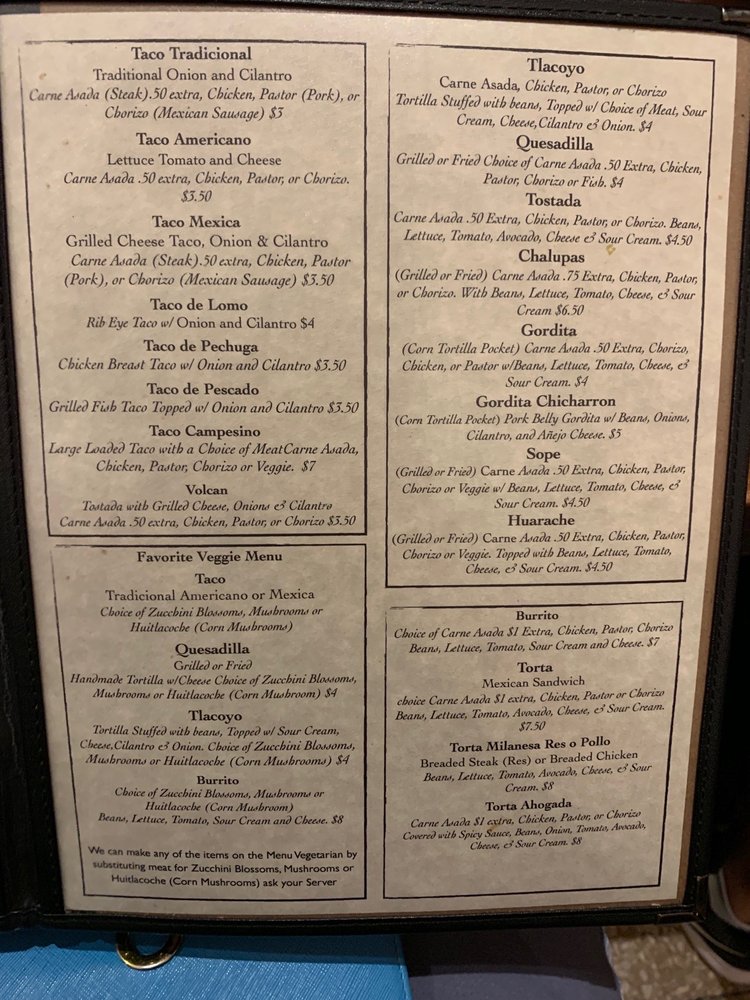 Taco Tradicional
Traditional Onion and Cilantro
Carne Asada (Steak).50 extra, Chicken, Pastor (Pork), or
Chorizo (Mexican Sausage) $3
Taco Americano
Lettuce Tomato and Cheese
Carne Asada .50 extra, Chicken, Pastor, or Chorizo.
$3.50
Taco Mexica
Grilled Cheese Taco, Onion & Cilantro
Carne Asada (Steak).50 extra, Chicken, Pastor
(Pork), or Chorizo (Mexican Sausage) $3.50
Taco de Lomo
Rib Eye Taco w/ Onion and Cilantro $4
Taco de Pechuga
Chicken Breast Taco w/ Onion and Cilantro $3.50
Taco de Pescado
Grilled Fish Taco Topped w/ Onion and Cilantro $3.50
Taco Campesino
Large Loaded Taco with a Choice of MeatCarne Asada,
Chicken, Pastor, Chorizo or Veggie. $7
Volcan
Tostada with Grilled Cheese, Onions & Cilantro
Carne Asada .50 extra, Chicken, Pastor, or Chorizo $3.50
Favorite Veggie Menu
Taco
Tradicional Americano or Mexica
Choice of Zucchini Blossoms, Mushrooms or
Huitlacoche (Corn Mushrooms)
Quesadilla
Grilled or Fried
Handmade Tortilla w/Cheese Choice of Zucchini Blossoms,
Mushrooms or Huitlacoche (Corn Mushroom) $4
Tlacoyo
Tortilla Stuffed with beans, Topped w/ Sour Cream,
Cheese,Cilantro & Onion. Choice of Zucchini Blossoms,
Mushrooms or Huitlacoche (Corn Mushrooms) $4
Burrito
Choice of Zucchini Blossoms, Mushrooms or
Huitlacoche (Corn Mushroom)
Beans, Lettuce, Tomato, Sour Cream and Cheese. $8
We can make any of the items on the Menu Vegetarian by
substituting meat for Zucchini Blossoms, Mushrooms or
Huitlacoche (Corn Mushrooms) ask your Server
Tlacoyo
Carne Asada, Chicken, Pastor, or Chorizo
Tortilla Stuffed with beans, Topped w/ Choice of Meat, Sour
Cream, Cheese,Cilantro & Onion. $4
Quesadilla
Grilled or Fried Choice of Carne Asada .50 Extra, Chicken,
Pastor, Chorizo or Fish. $4
Tostada
Carne Asada .50 Extra, Chicken, Pastor, or Chorizo. Beans,
Lettuce, Tomato, Avocado, Cheese & Sour Cream. $4.50
Chalupas
(Grilled or Fried) Carne Asada .75 Extra, Chicken, Pastor,
or Chorizo. With Beans, Lettuce, Tomato, Cheese, & Sour
Cream $6.50
Gordita
(Corn Tortilla Pocket) Carne Asada .50 Extra, Chorizo,
Chicken, or Pastor w/Beans, Lettuce, Tomato, Cheese, &
Sour Cream. $4
Gordita Chicharron
(Corn Tortilla Pocket) Pork Belly Gordita w/ Beans, Onions,
Cilantro, and Añejo Cheese. $5
Sope
(Grilled or Fried) Carne Asada .50 Extra, Chicken, Pastor,
Chorizo or Veggie w/ Beans, Lettuce, Tomato, Cheese, &
Sour Cream. $4.50
Huarache
(Grilled or Fried) Carne Asada .50 Extra, Chicken, Pastor,
Chorizo or Veggie. Topped with Beans, Lettuce, Tomato,
Cheese, & Sour Cream. $4.50
Burrito
Choice of Carne Asada $1 Extra, Chicken, Pastor, Chorizo
Beans, Lettuce, Tomato, Sour Cream and Cheese. $7
Torta
Mexican Sandwich
choice Carne Asada $1 extra, Chicken, Pastor or Chorizo
Beans, Lettuce, Tomato, Avocado, Cheese, & Sour Cream.
$7.50
Torta Milanesa Res o Pollo
Breaded Steak (Res) or Breaded Chicken
Beans, Lettuce, Tomato, Avocado, Cheese, & Sour
Cream. $8
Torta Ahogada
Carne Asada $1 extra, Chicken, Pastor, or Chorizo
Covered with Spicy Sauce, Beans, Onion, Tomato, Avocado,
Cheese, & Sour Cream. $8